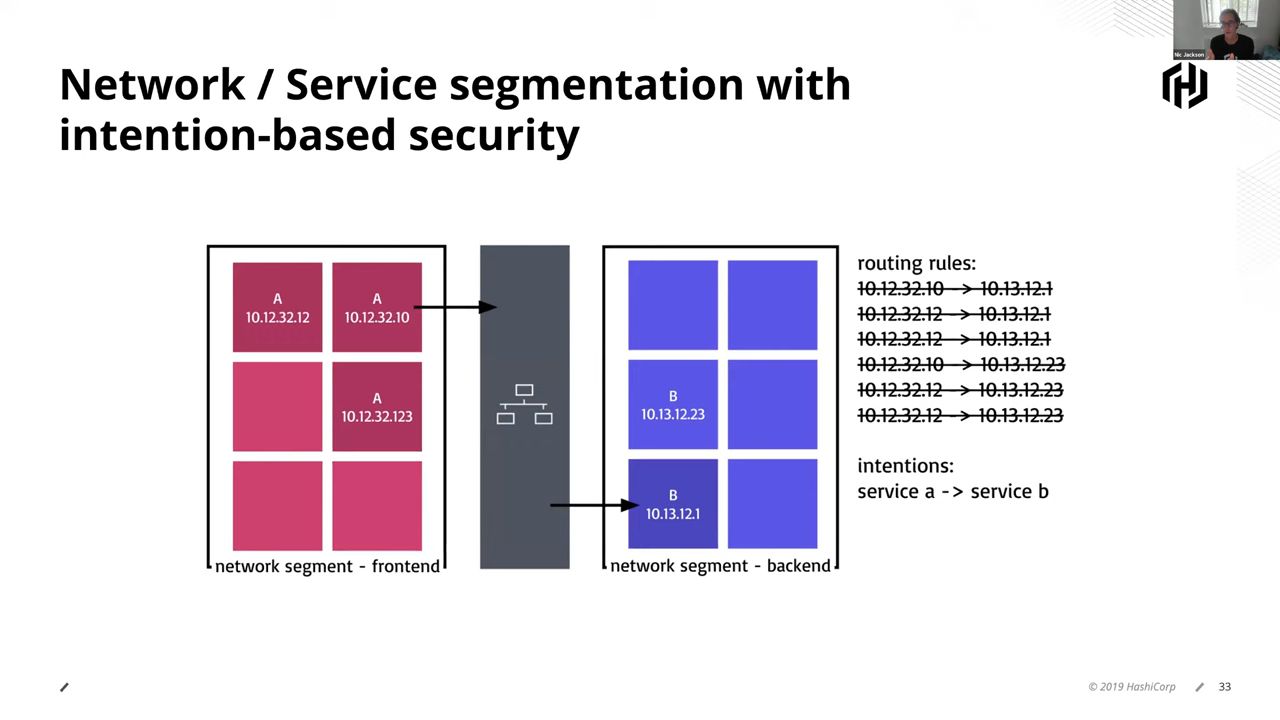 Nic Jackson
Network / Service segmentation with
intention-based security
A
10.12.32.12
A
10.12.32.10
A
10.12.32.123
network segment - frontend
B
10.13.12.23
B
10.13.12.1
network segment - backend
routing rules:
10.12.32.10 -> 10.13.12.1
10.12.32.12 -> 10.13.12.1
10.12.32.12 -> 10.13.12.1
10.12.32.10 -> 10.13.12.23
10.12.32.12 -> 10.13.12.23
10.12.32.12 -> 10.13.12.23
intentions:
service a -> service b
© 2019 HashiCorp
33